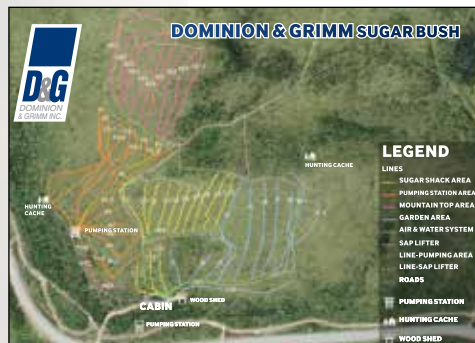 DOMINION & GRIMM SUGAR BUSH
D&G
DOMINION
& GRIMM INC.
HUNTING CACHE
HUNTING
CACHE
PUMPING STATION
CABIN
WOOD SHED
PUMPING STATION
LEGEND
LINES
SUGAR SHACK AREA
PUMPING STATION AREA
MOUNTAIN TOP AREA
GARDEN AREA
AIR & WATER SYSTEM
SAP LIFTER
LINE-PUMPING AREA
LINE-SAP LIFTER
ROADS
PUMPING STATION
HUNTING CACHE
WOOD SHED